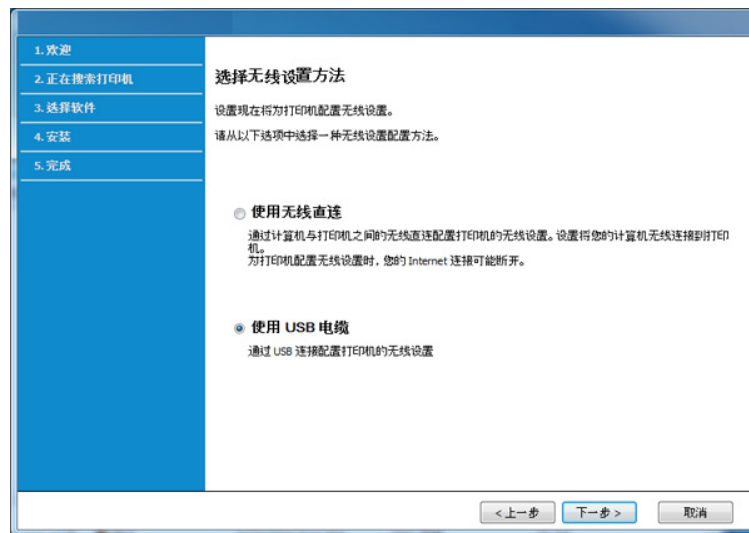 1. 欢迎
2. 正在搜索打印机
3. 选择软件
4. 安装
5. 完成
选择无线设置方法
设置现在将为打印机配置无线设置。
请从以下选项中选择一种无线设置配置方法。
使用无线直连
通过计算机与打印机之间的无线直连配置打印机的无线设置。设置将您的计算机无线连接到打印
机。
为打印机配置无线设置时，您的 Internet 连接可能断开。
使用 USB 电缆
通过 USB 连接配置打印机的无线设置
<上一步
下一步 >
取消